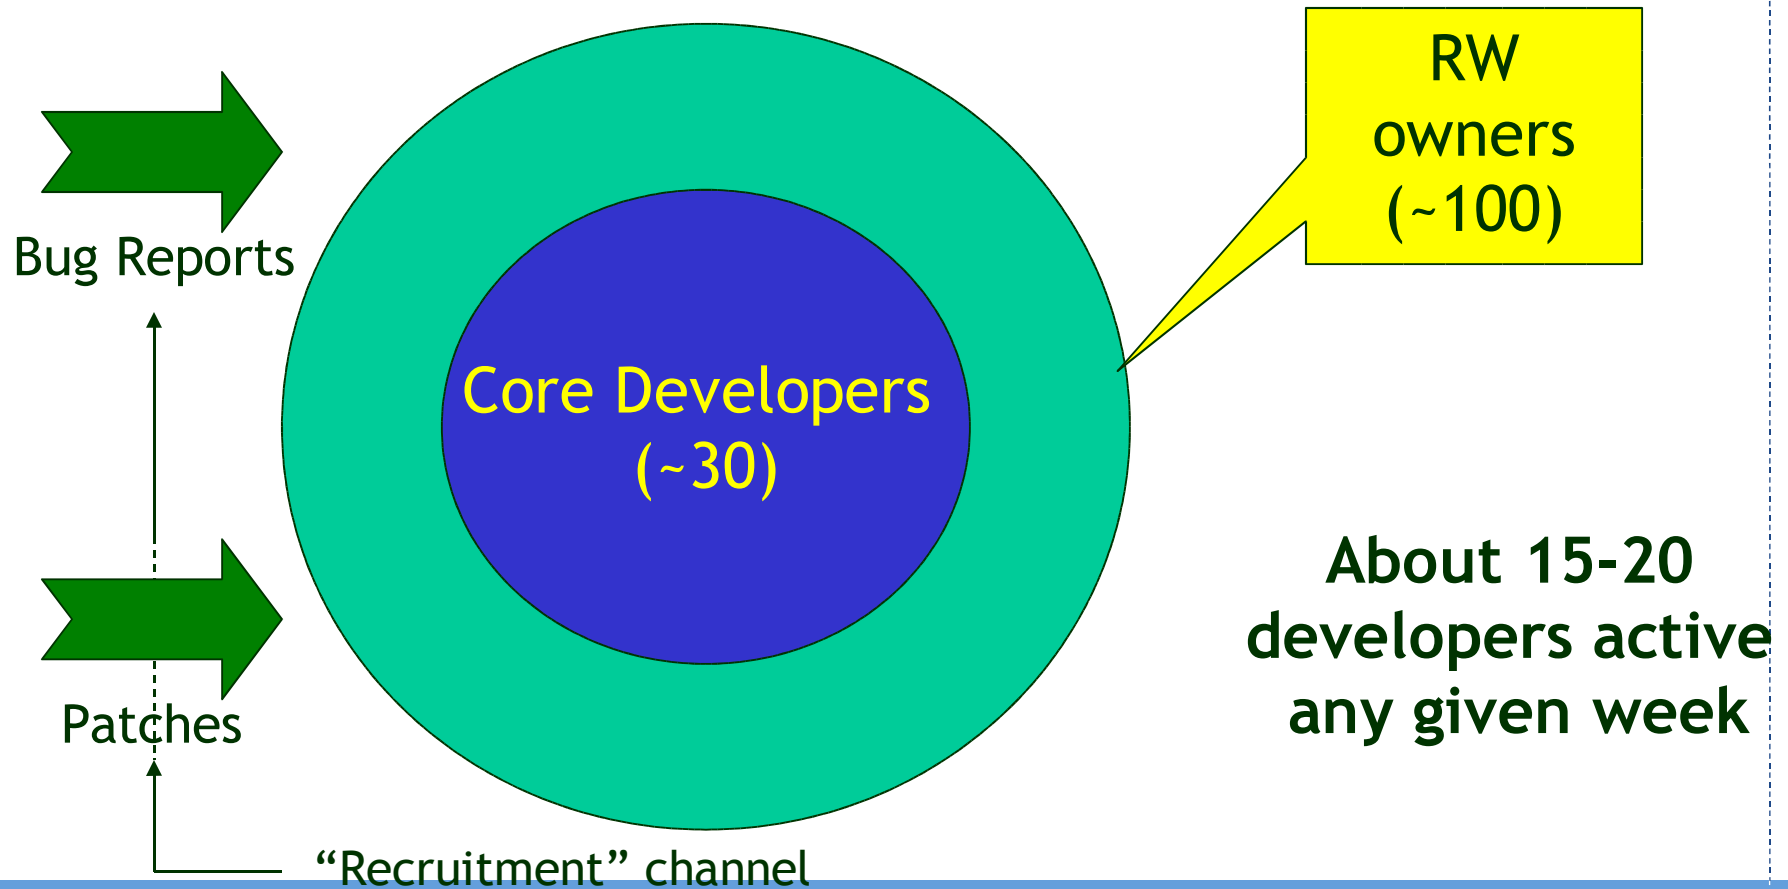 RW
owners
(~100)
Bug Reports
Core Developers
(~30)
About 15-20
developers active
any given week
Patches
“Recruitment” channel